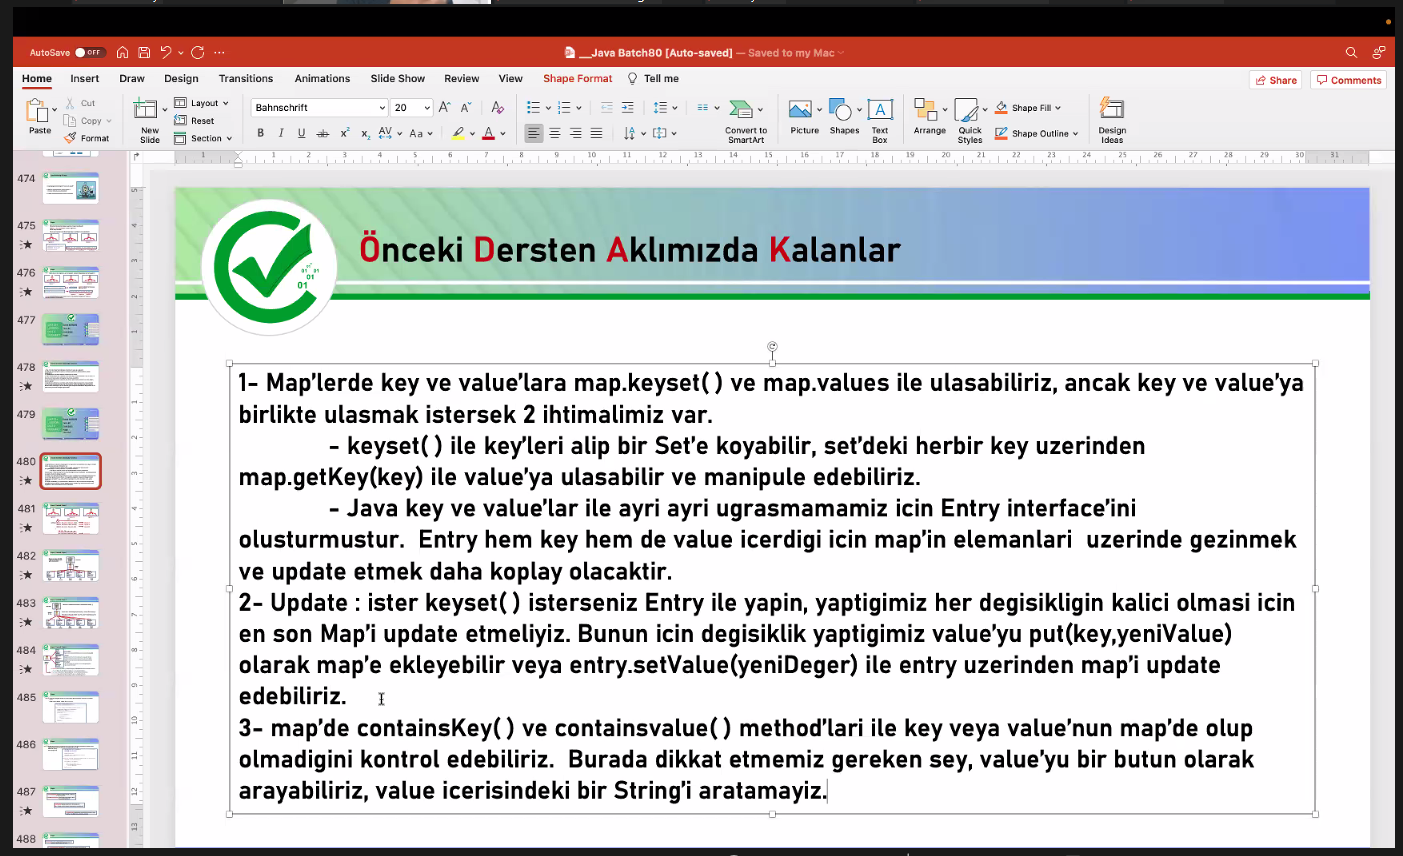 AutoSave OFF
__Java Batch80 [Auto-saved] — Saved to my Mac
Home Insert Draw Design Transitions Animations Slide Show Review View Shape Format Tell me
Share Comments
Paste
Cut
Copy
Format
New Slide
Layout
Reset
Section
Bahnschrift 20
Convert to SmartArt
Picture
Shapes
Text Box
Arrange
Quick Styles
Shape Fill
Shape Outline
Design Ideas
474
475
476
477
478
479
480
481
482
483
484
485
486
487
488
Önceki Dersten Aklımızda Kalanlar
1- Map'lerde key ve value'lara map.keyset( ) ve map.values ile ulasabiliriz, ancak key ve value'ya
birlikte ulasmak istersek 2 ihtimalimiz var.
- keyset( ) ile key'leri alip bir Set'e koyabilir, set'deki herbir key uzerinden
map.getKey(key) ile value'ya ulasabilir ve manipule edebiliriz.
- Java key ve value'lar ile ayri ayri ugrasmamamiz icin Entry interface'ini
olusturmustur. Entry hem key hem de value icerdigi icin map'in elemanlari uzerinde gezinmek
ve update etmek daha koplay olacaktir.
2- Update : ister keyset( ) isterseniz Entry ile yapın, yaptigimiz her degisikligin kalici olmasi icin
en son Map'i update etmeliyiz. Bunun icin degisiklik yaptigimiz value'yu put(key,yeniValue)
olarak map'e ekleyebilir veya entry.setValue(yeniDeger) ile entry uzerinden map'i update
edebiliriz.
3- map'de containsKey( ) ve containsvalue( ) method'lari ile key veya value'nun map'de olup
olmadigini kontrol edebiliriz. Burada dikkat etmemiz gereken sey, value'yu bir butun olarak
arayabiliriz, value icerisindeki bir String'i aratamayiz.